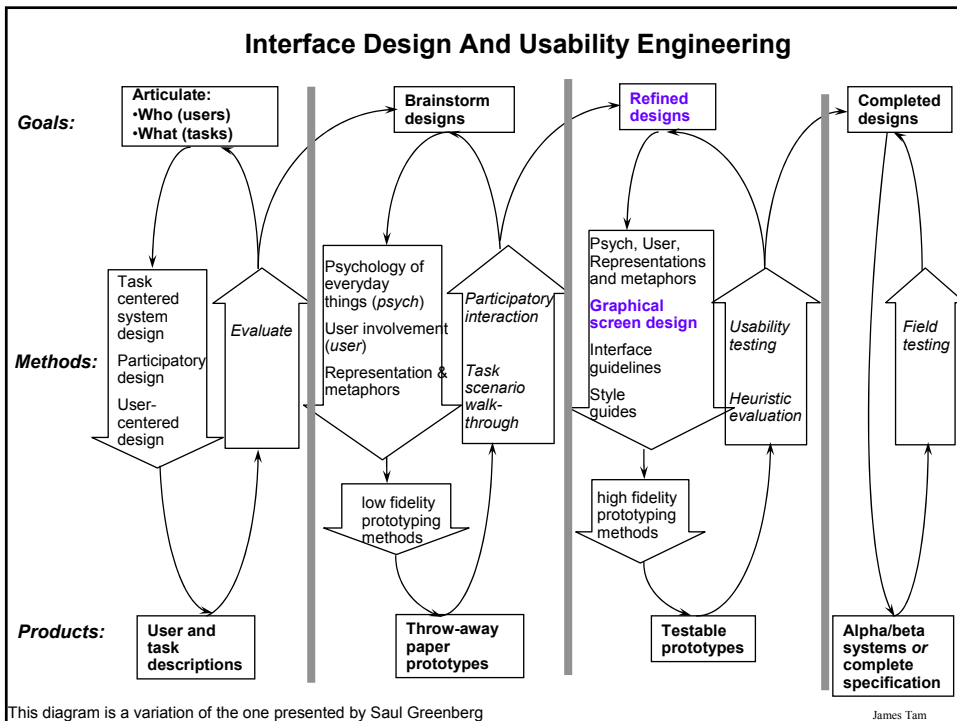 Interface Design And Usability Engineering
Goals:
Articulate:
•Who (users)
•What (tasks)
Brainstorm
designs
Refined
designs
Completed
designs
Methods:
Task
centered
system
design
Participatory
design
User-
centered
design
Evaluate
Psychology of
everyday
things (psych)
User involvement
(user)
Representation &
metaphors
low fidelity
prototyping
methods
Participatory
interaction
Task
scenario
walk-
through
Psych, User,
Representations
and metaphors
Graphical
screen design
Interface
guidelines
Style
guides
high fidelity
prototyping
methods
Usability
testing
Heuristic
evaluation
Field
testing
Products:
User and
task
descriptions
Throw-away
paper
prototypes
Testable
prototypes
Alpha/beta
systems or
complete
specification
This diagram is a variation of the one presented by Saul Greenberg
James Tam